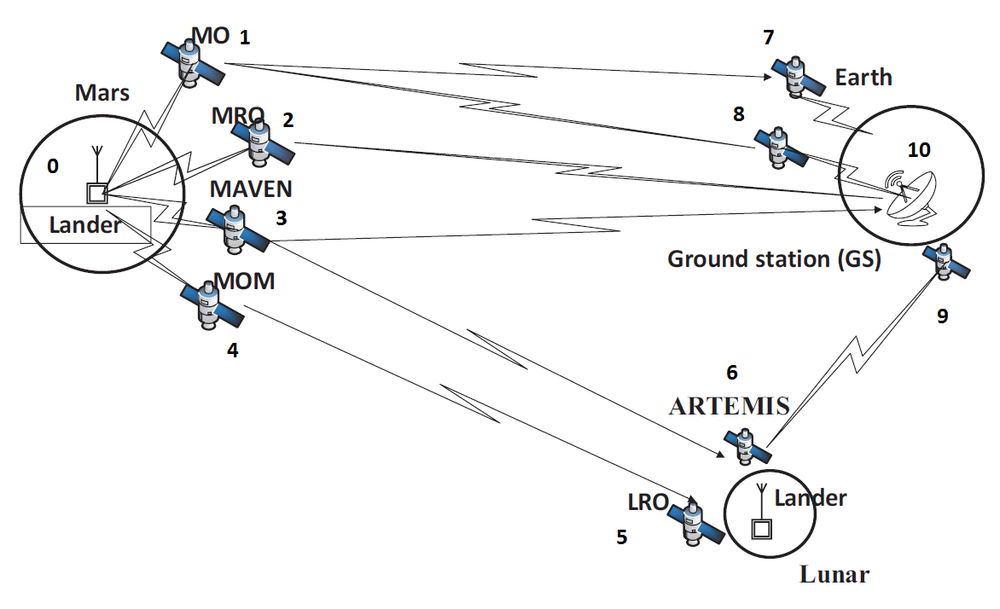 MO 1
7
Earth
Mars
MRO 2
8
0
10
MAVEN
3
Lander
Ground station (GS)
MOM
4
9
6
ARTEMIS
LRO
Lander
5
Lunar